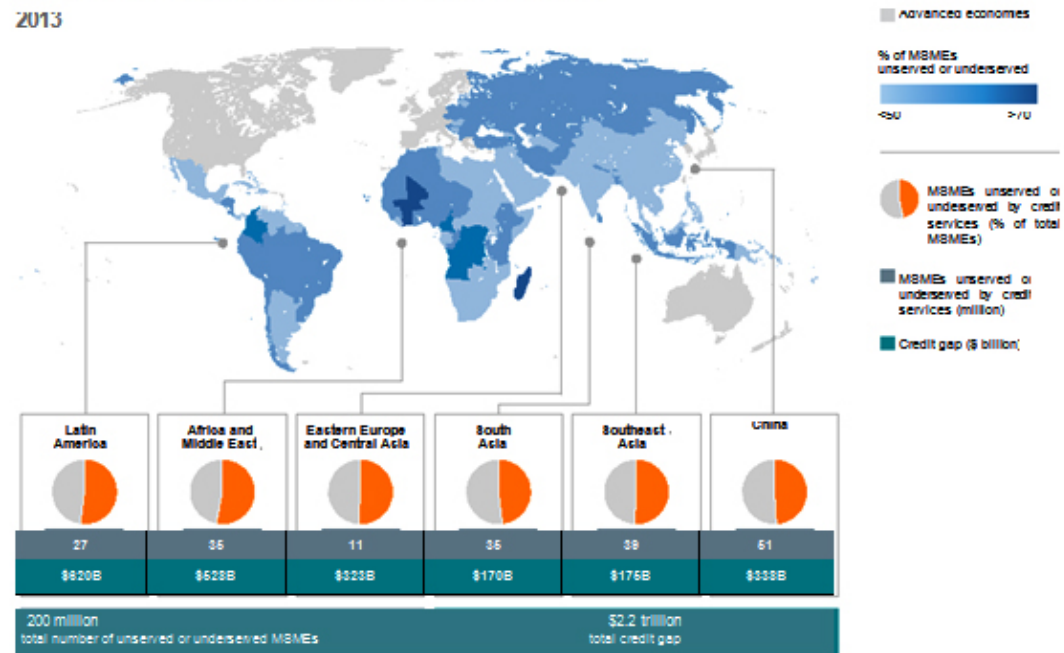 2013
Advanced economies
% of MSMEs
unserved or underserved
<50 >70
MSMEs unserved or
underserved by credit
services (% of total
MSMEs)
MSMEs unserved or
underserved by credit
services (million)
Credit gap ($ billion)
Latin
America
Africa and
Middle East
Eastern Europe
and Central Asia
South
Asia
Southeast
Asia
China
27 35 11 35 39 51
$620B $528B $323B $170B $175B $338B
200 million
total number of unserved or underserved MSMEs
$2.2 trillion
total credit gap